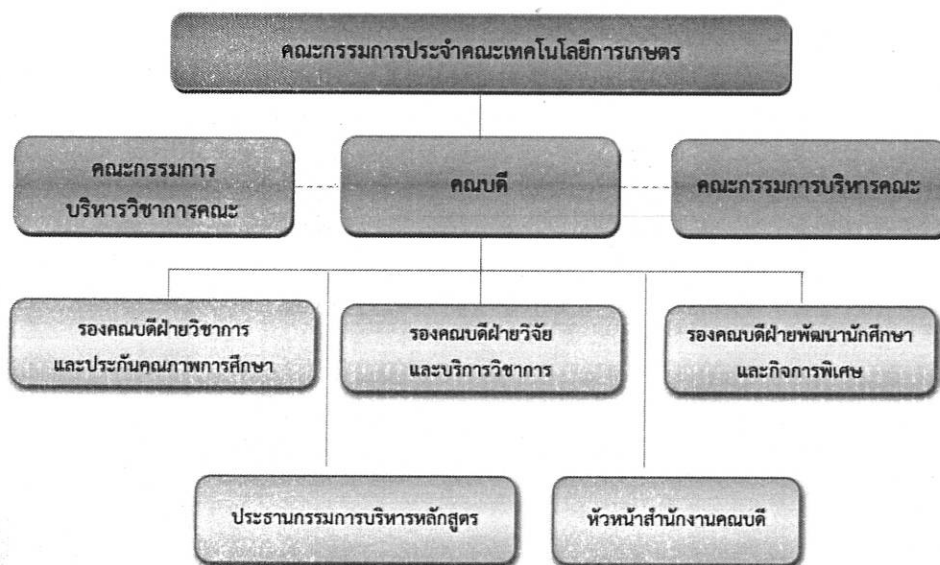 คณะกรรมการประจำคณะเทคโนโลยีการเกษตร
คณะกรรมการ
บริหารวิชาการคณะ
คณบดี
คณะกรรมการบริหารคณะ
รองคณบดีฝ่ายวิชาการ
และประกันคุณภาพการศึกษา
รองคณบดีฝ่ายวิจัย
และบริการวิชาการ
รองคณบดีฝ่ายพัฒนานักศึกษา
และกิจการพิเศษ
ประธานกรรมการบริหารหลักสูตร
หัวหน้าสำนักงานคณบดี